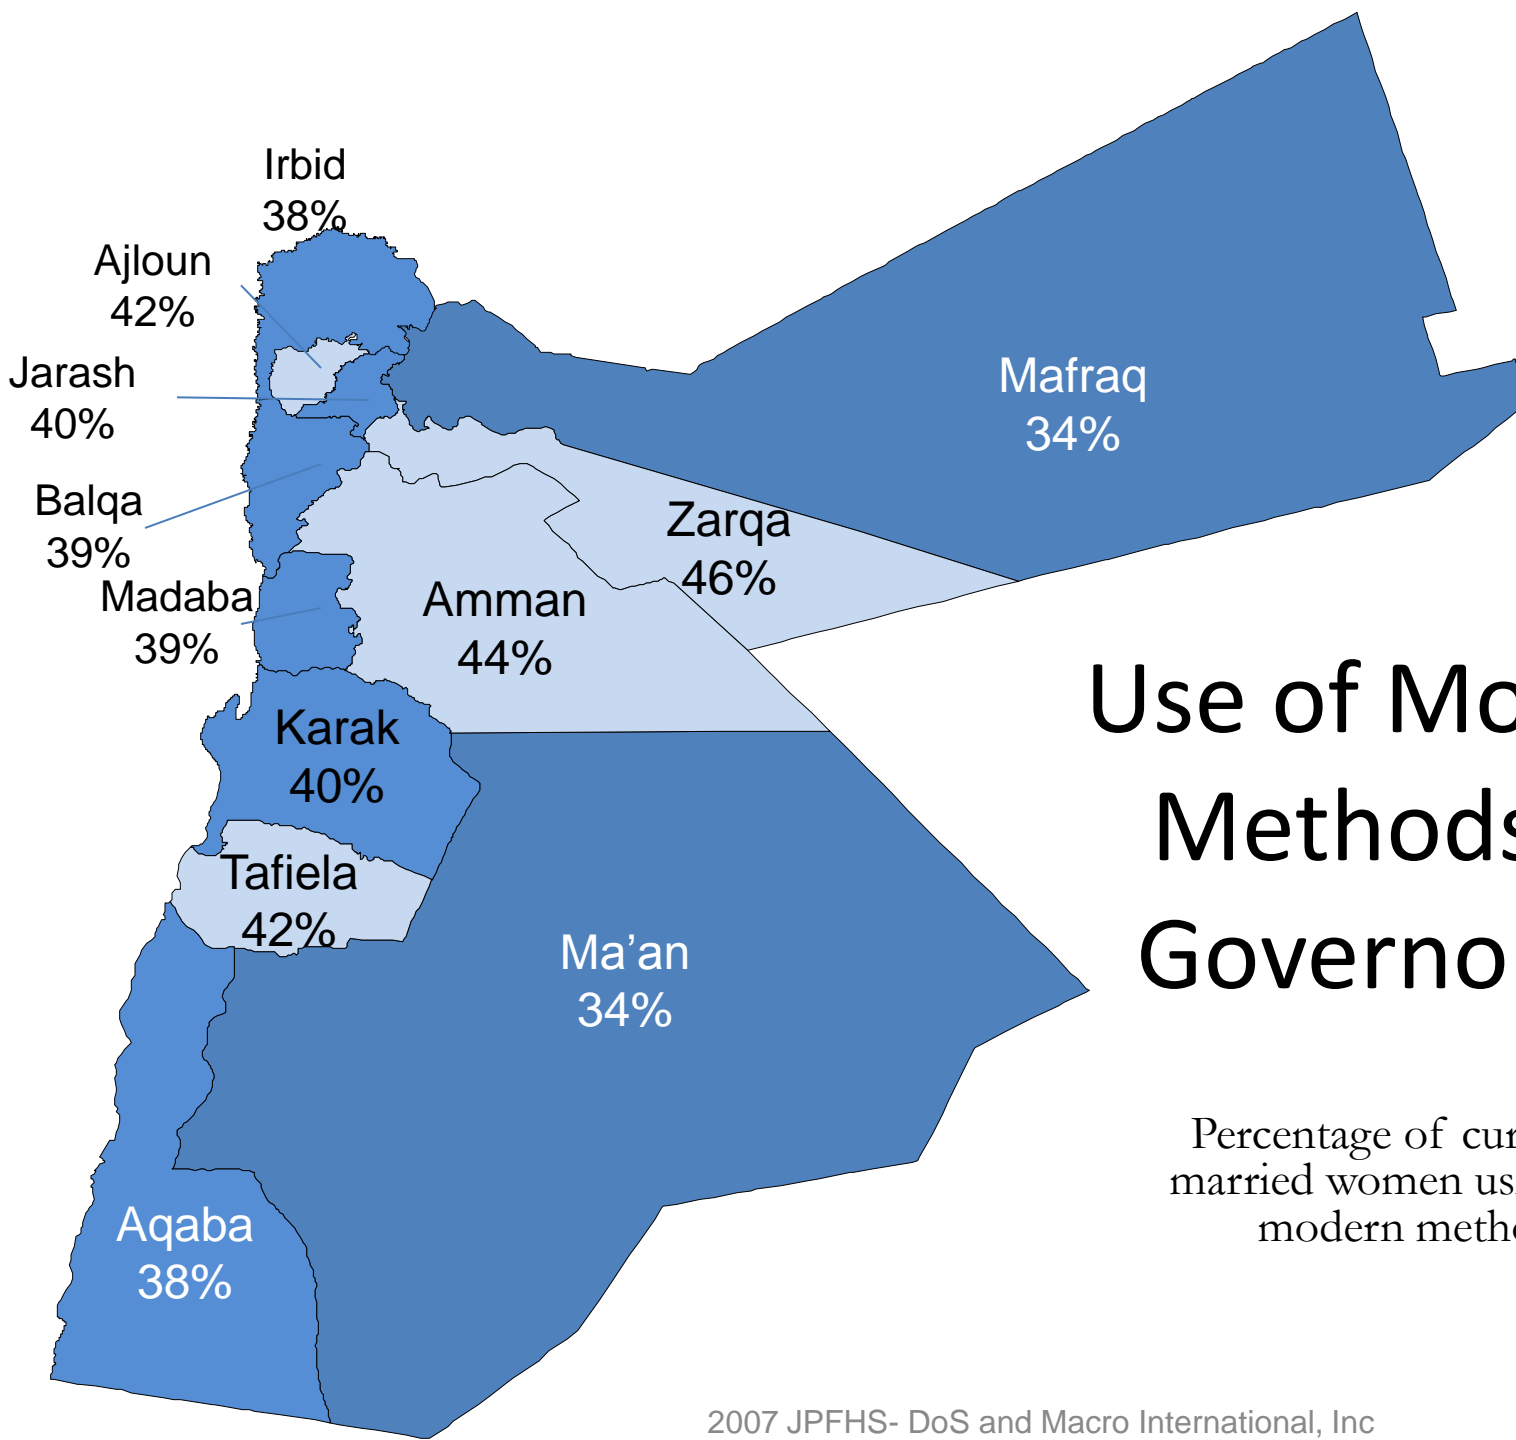 Irbid
38%
Ajloun
42%
Jarash
40%
Balqa
39%
Madaba
39%
Mafraq
34%
Zarqa
46%
Amman
44%
Karak
40%
Tafiela
42%
Ma’an
34%
Aqaba
38%
Use of Mo
Methods
Governo
Percentage of cur
married women us
modern metho
2007 JPFHS- DoS and Macro International, Inc